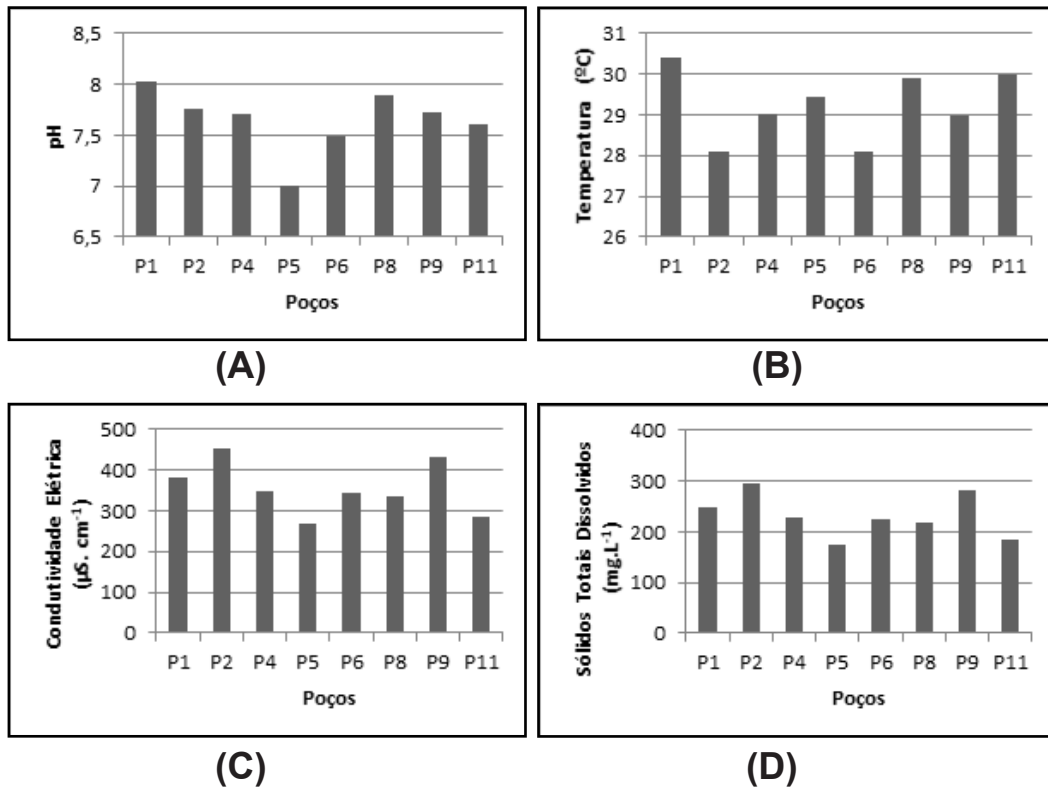 8,5
8
7,5
7
6,5
pH
P1 P2 P4 P5 P6 P8 P9 P11
Poços
(A)
31
30
29
28
27
26
Temperatura (ºC)
P1 P2 P4 P5 P6 P8 P9 P11
Poços
(B)
500
400
300
200
100
0
Condutividade Elétrica
(µS. cm⁻¹)
P1 P2 P4 P5 P6 P8 P9 P11
Poços
(C)
400
300
200
100
0
Sólidos Totais Dissolvidos
(mg.L⁻¹)
P1 P2 P4 P5 P6 P8 P9 P11
Poços
(D)